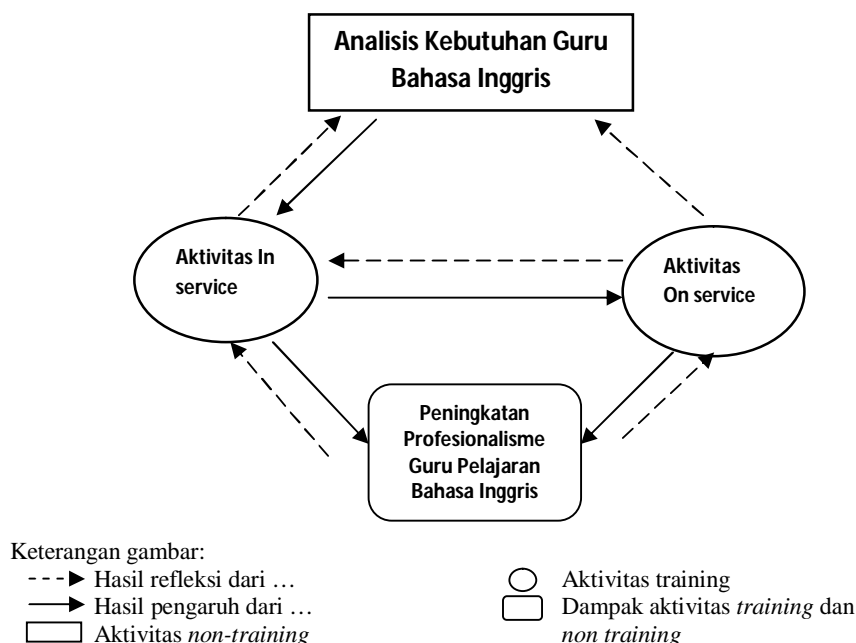 Analisis Kebutuhan Guru
Bahasa Inggris
Aktivitas In
service
Aktivitas
On service
Peningkatan
Profesionalisme
Guru Pelajaran
Bahasa Inggris
Keterangan gambar:
Hasil refleksi dari …
Hasil pengaruh dari …
Aktivitas non-training
Aktivitas training
Dampak aktivitas training dan
non training